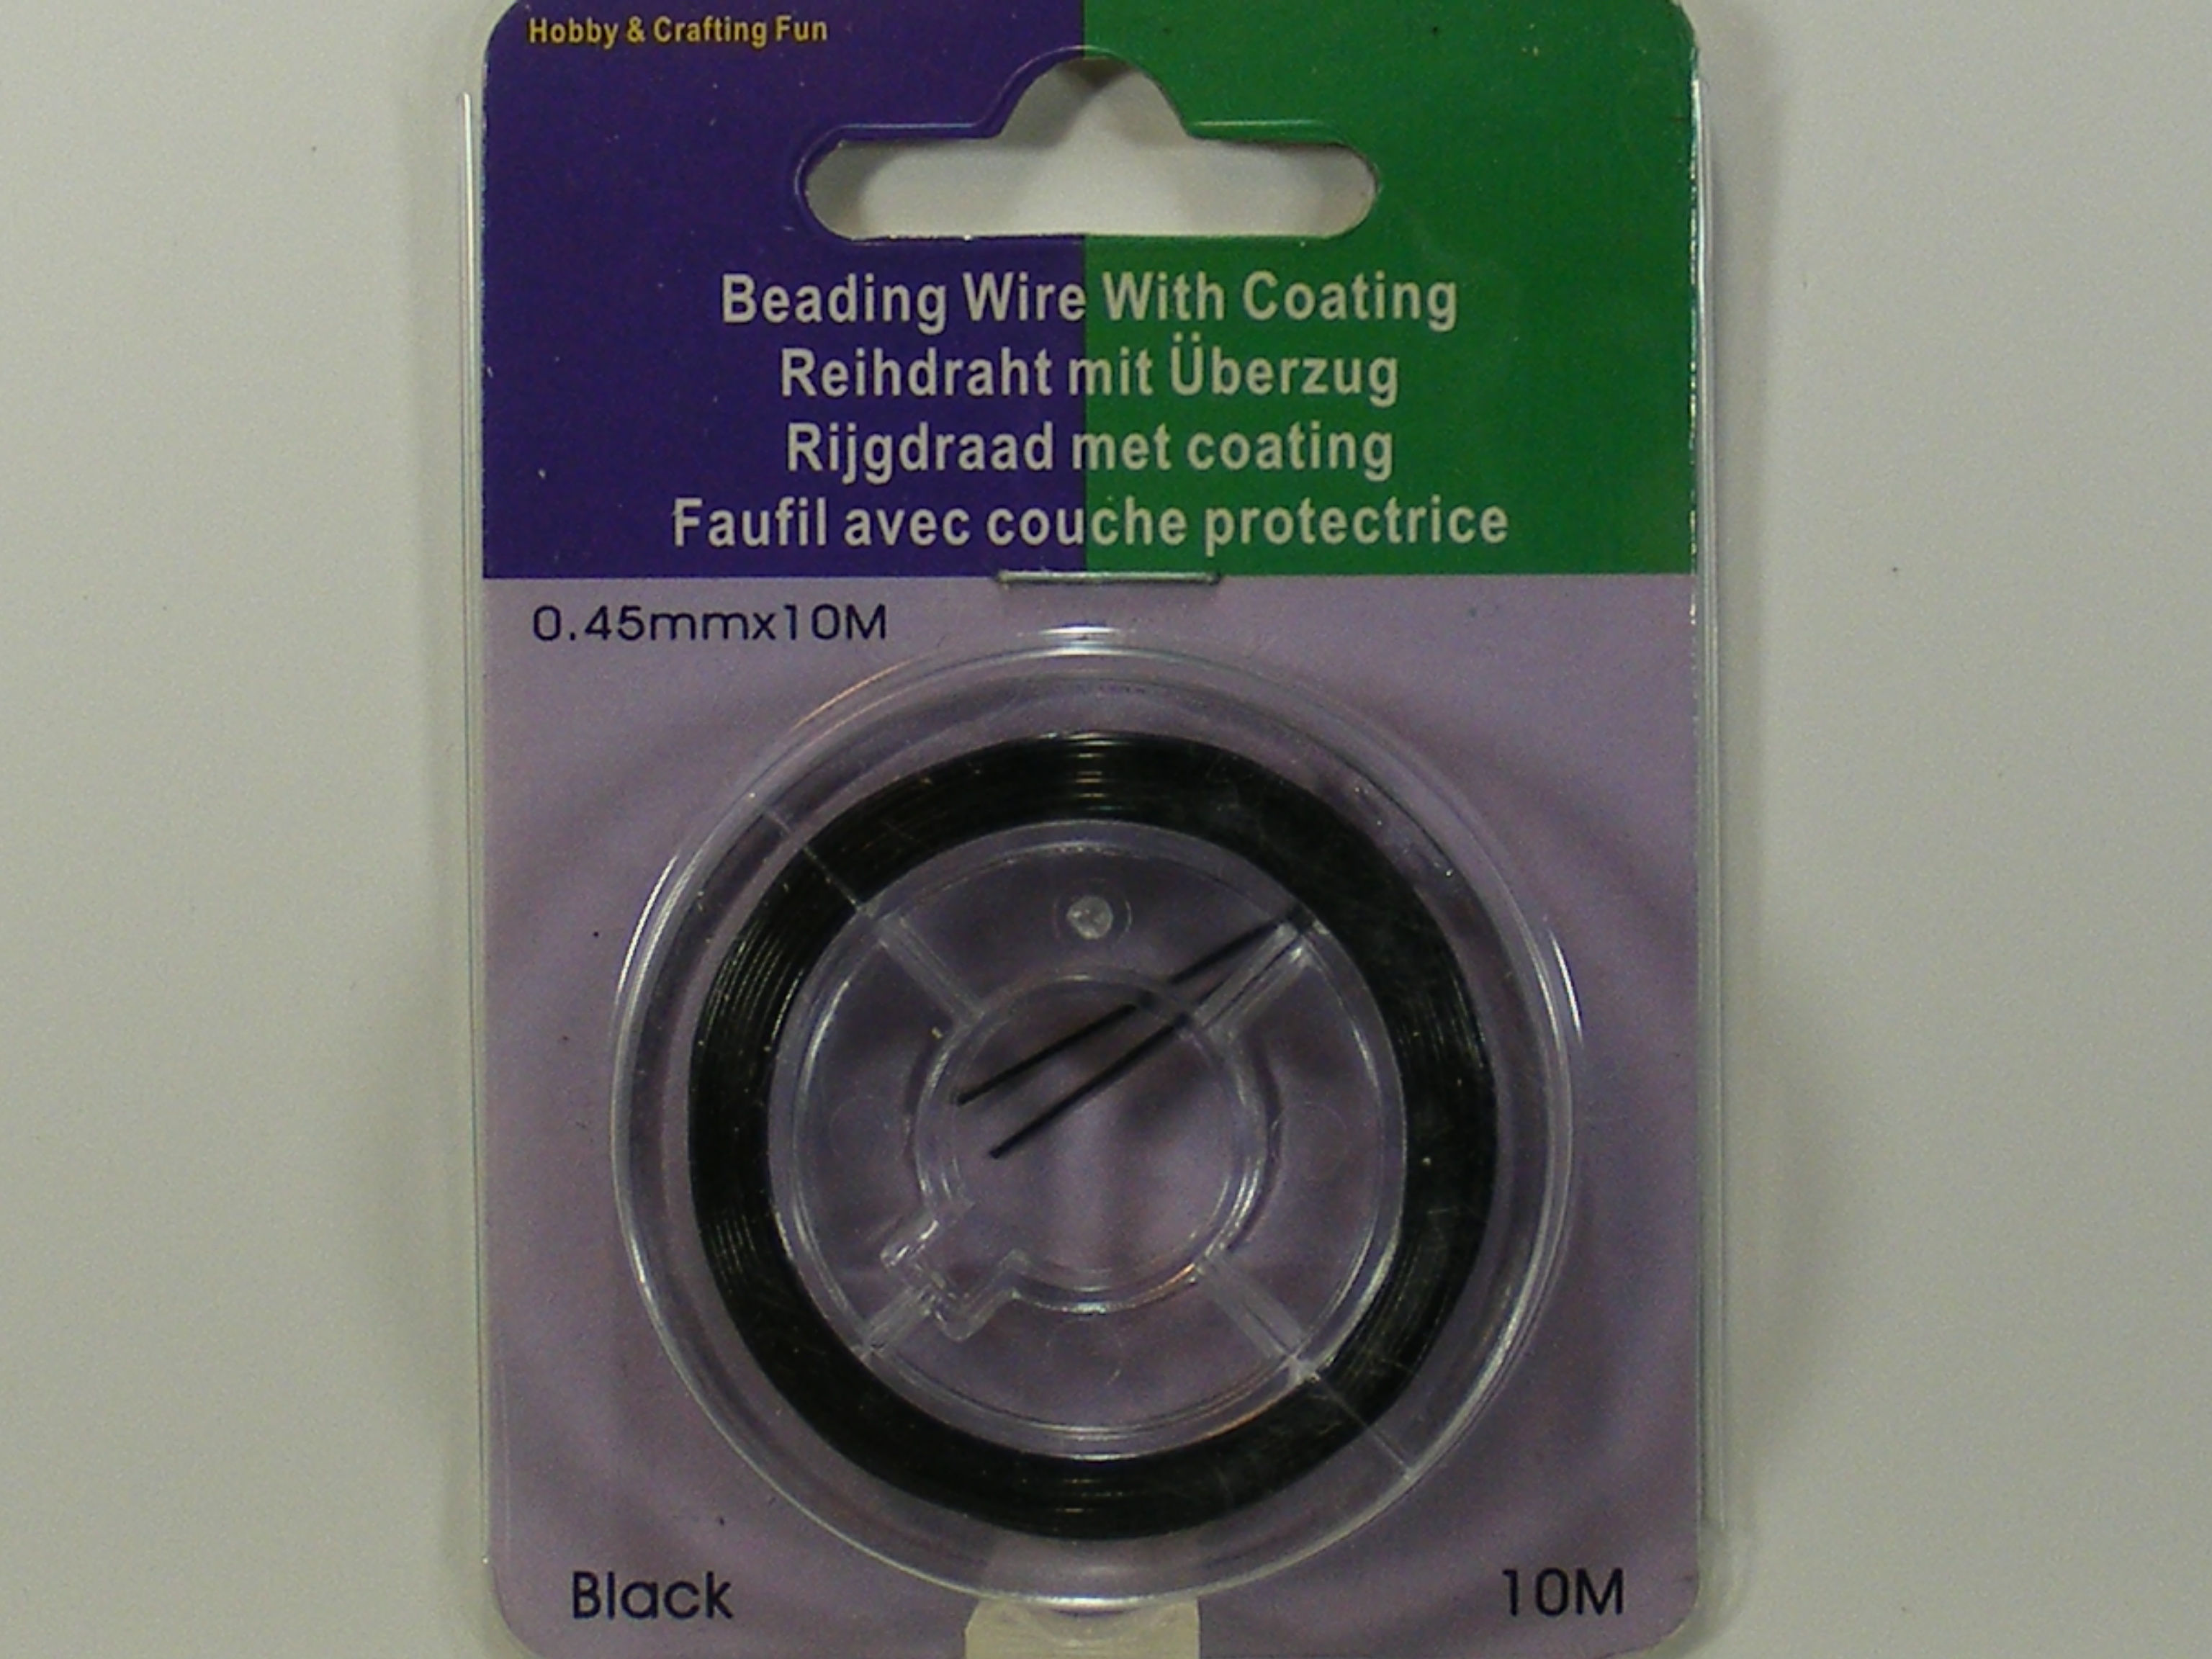 Hobby & Crafting Fun
Beading Wire With Coating
Reihdraht mit Überzug
Rijgdraad met coating
Faufil avec couche protectrice
0.45mmx10M
Black
10M